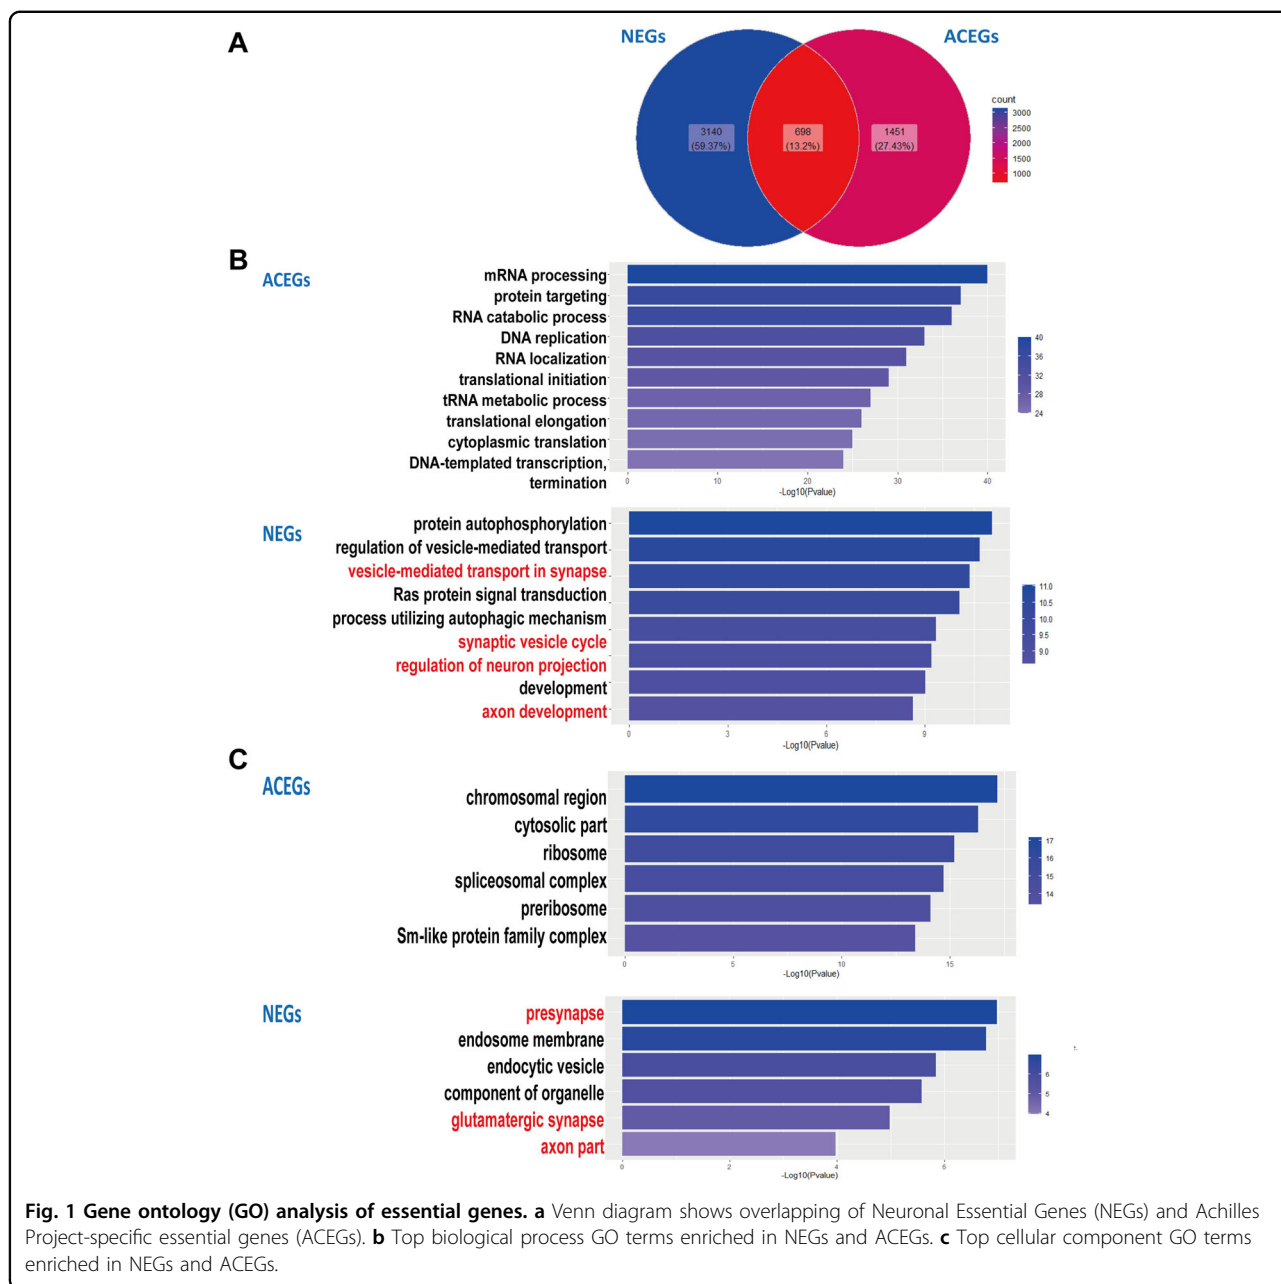 A
NEGs
ACEGs
3140
(59.37%)
698
(13.2%)
1451
(27.43%)
count
3000
2500
2000
1500
1000
B
ACEGs
mRNA processing
protein targeting
RNA catabolic process
DNA replication
RNA localization
translational initiation
tRNA metabolic process
translational elongation
cytoplasmic translation
DNA-templated transcription,
termination
0 10 20 30 40
-Log10(Pvalue)
40
36
32
28
24
NEGs
protein autophosphorylation
regulation of vesicle-mediated transport
vesicle-mediated transport in synapse
Ras protein signal transduction
process utilizing autophagic mechanism
synaptic vesicle cycle
regulation of neuron projection
development
axon development
0 3 6 9
-Log10(Pvalue)
11.0
10.5
10.0
9.5
9.0
C
ACEGs
chromosomal region
cytosolic part
ribosome
spliceosomal complex
preribosome
Sm-like protein family complex
0 5 10 15
-Log10(Pvalue)
17
16
15
14
NEGs
presynapse
endosome membrane
endocytic vesicle
component of organelle
glutamatergic synapse
axon part
0 2 4 6
-Log10(Pvalue)
6
5
4
Fig. 1 Gene ontology (GO) analysis of essential genes. a Venn diagram shows overlapping of Neuronal Essential Genes (NEGs) and Achilles
Project-specific essential genes (ACEGs). b Top biological process GO terms enriched in NEGs and ACEGs. c Top cellular component GO terms
enriched in NEGs and ACEGs.